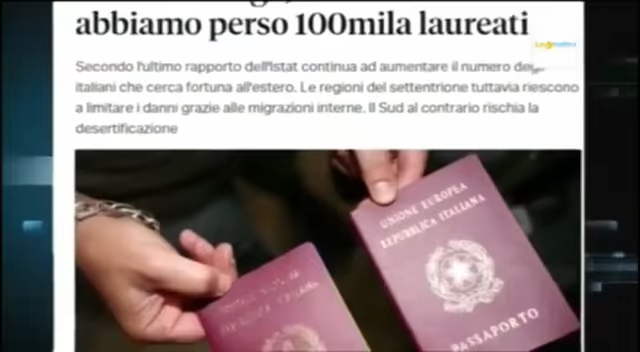 abbiamo perso 100mila laureati
Secondo l'ultimo rapporto dell'Istat continua ad aumentare il numero degli
italiani che cerca fortuna all'estero. Le regioni del settentrione tuttavia riescono
a limitare i danni grazie alle migrazioni interne. Il Sud al contrario rischia la
desertificazione
UNIONE EUROPEA
REPUBBLICA ITALIANA
PASSAPORTO